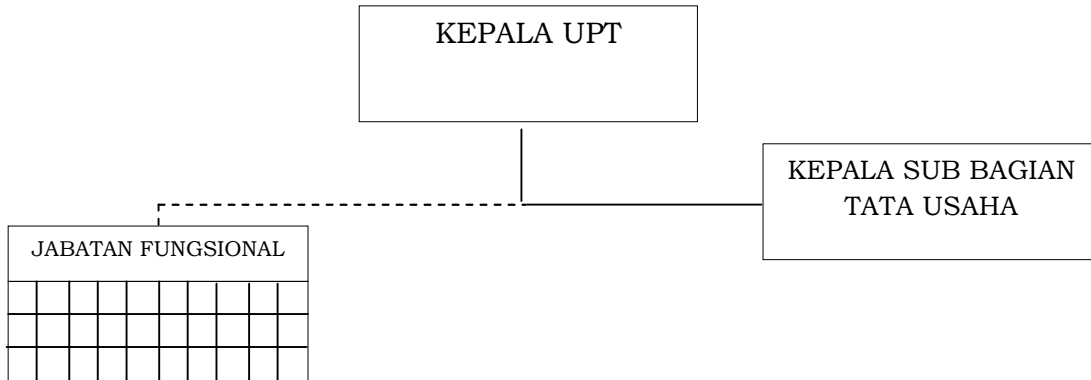 KEPALA UPT
KEPALA SUB BAGIAN
TATA USAHA
JABATAN FUNGSIONAL